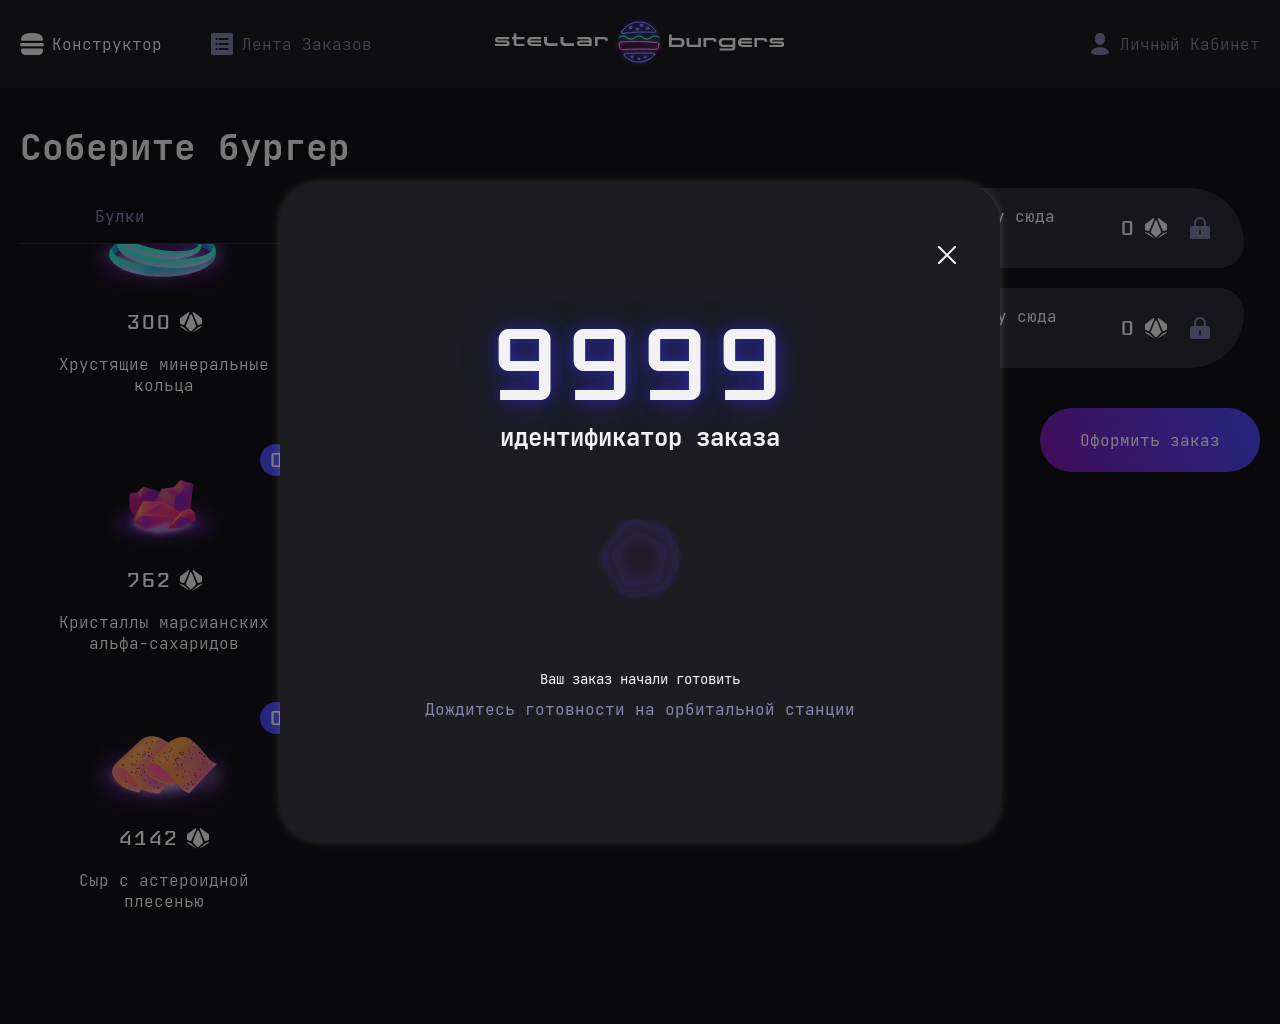 Конструктор
Лента Заказов
stellar burgers
Личный Кабинет
Соберите бургер
Булки
300
Хрустящие минеральные
кольца
762
Кристаллы марсианских
альфа-сахаридов
4142
Сыр с астероидной
плесенью
9999
идентификатор заказа
Ваш заказ начали готовить
Дождитесь готовности на орбитальной станции
сюда
0
сюда
0
Оформить заказ